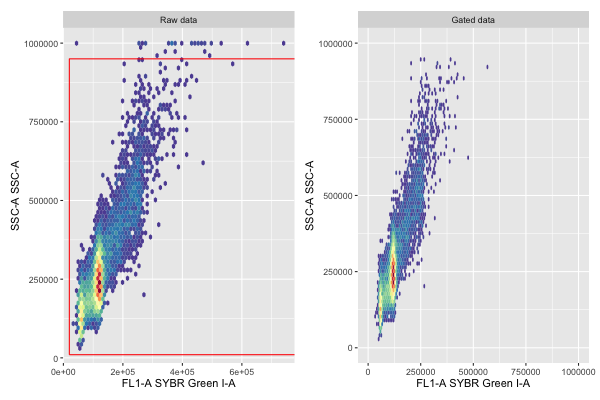 Raw data
Gated data
SSC-A SSC-A
1000000
750000
500000
250000
0
0e+00
2e+05
4e+05
6e+05
FL1-A SYBR Green I-A
SSC-A SSC-A
1000000
750000
500000
250000
0
0
250000
500000
750000
1000000
FL1-A SYBR Green I-A